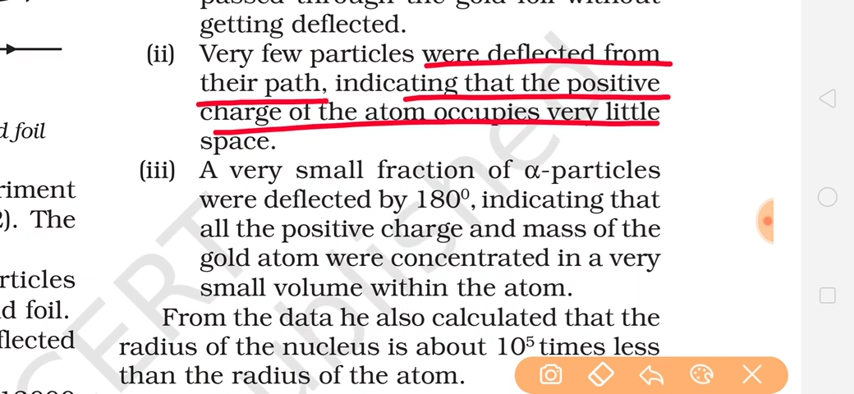 getting deflected.
(ii) Very few particles were deflected from
their path, indicating that the positive
charge of the atom occupies very little
space.
(iii) A very small fraction of α-particles
were deflected by 180⁰, indicating that
all the positive charge and mass of the
gold atom were concentrated in a very
small volume within the atom.
From the data he also calculated that the
radius of the nucleus is about 10⁵ times less
than the radius of the atom.
foil
riment
). The
rticles
d foil.
flected